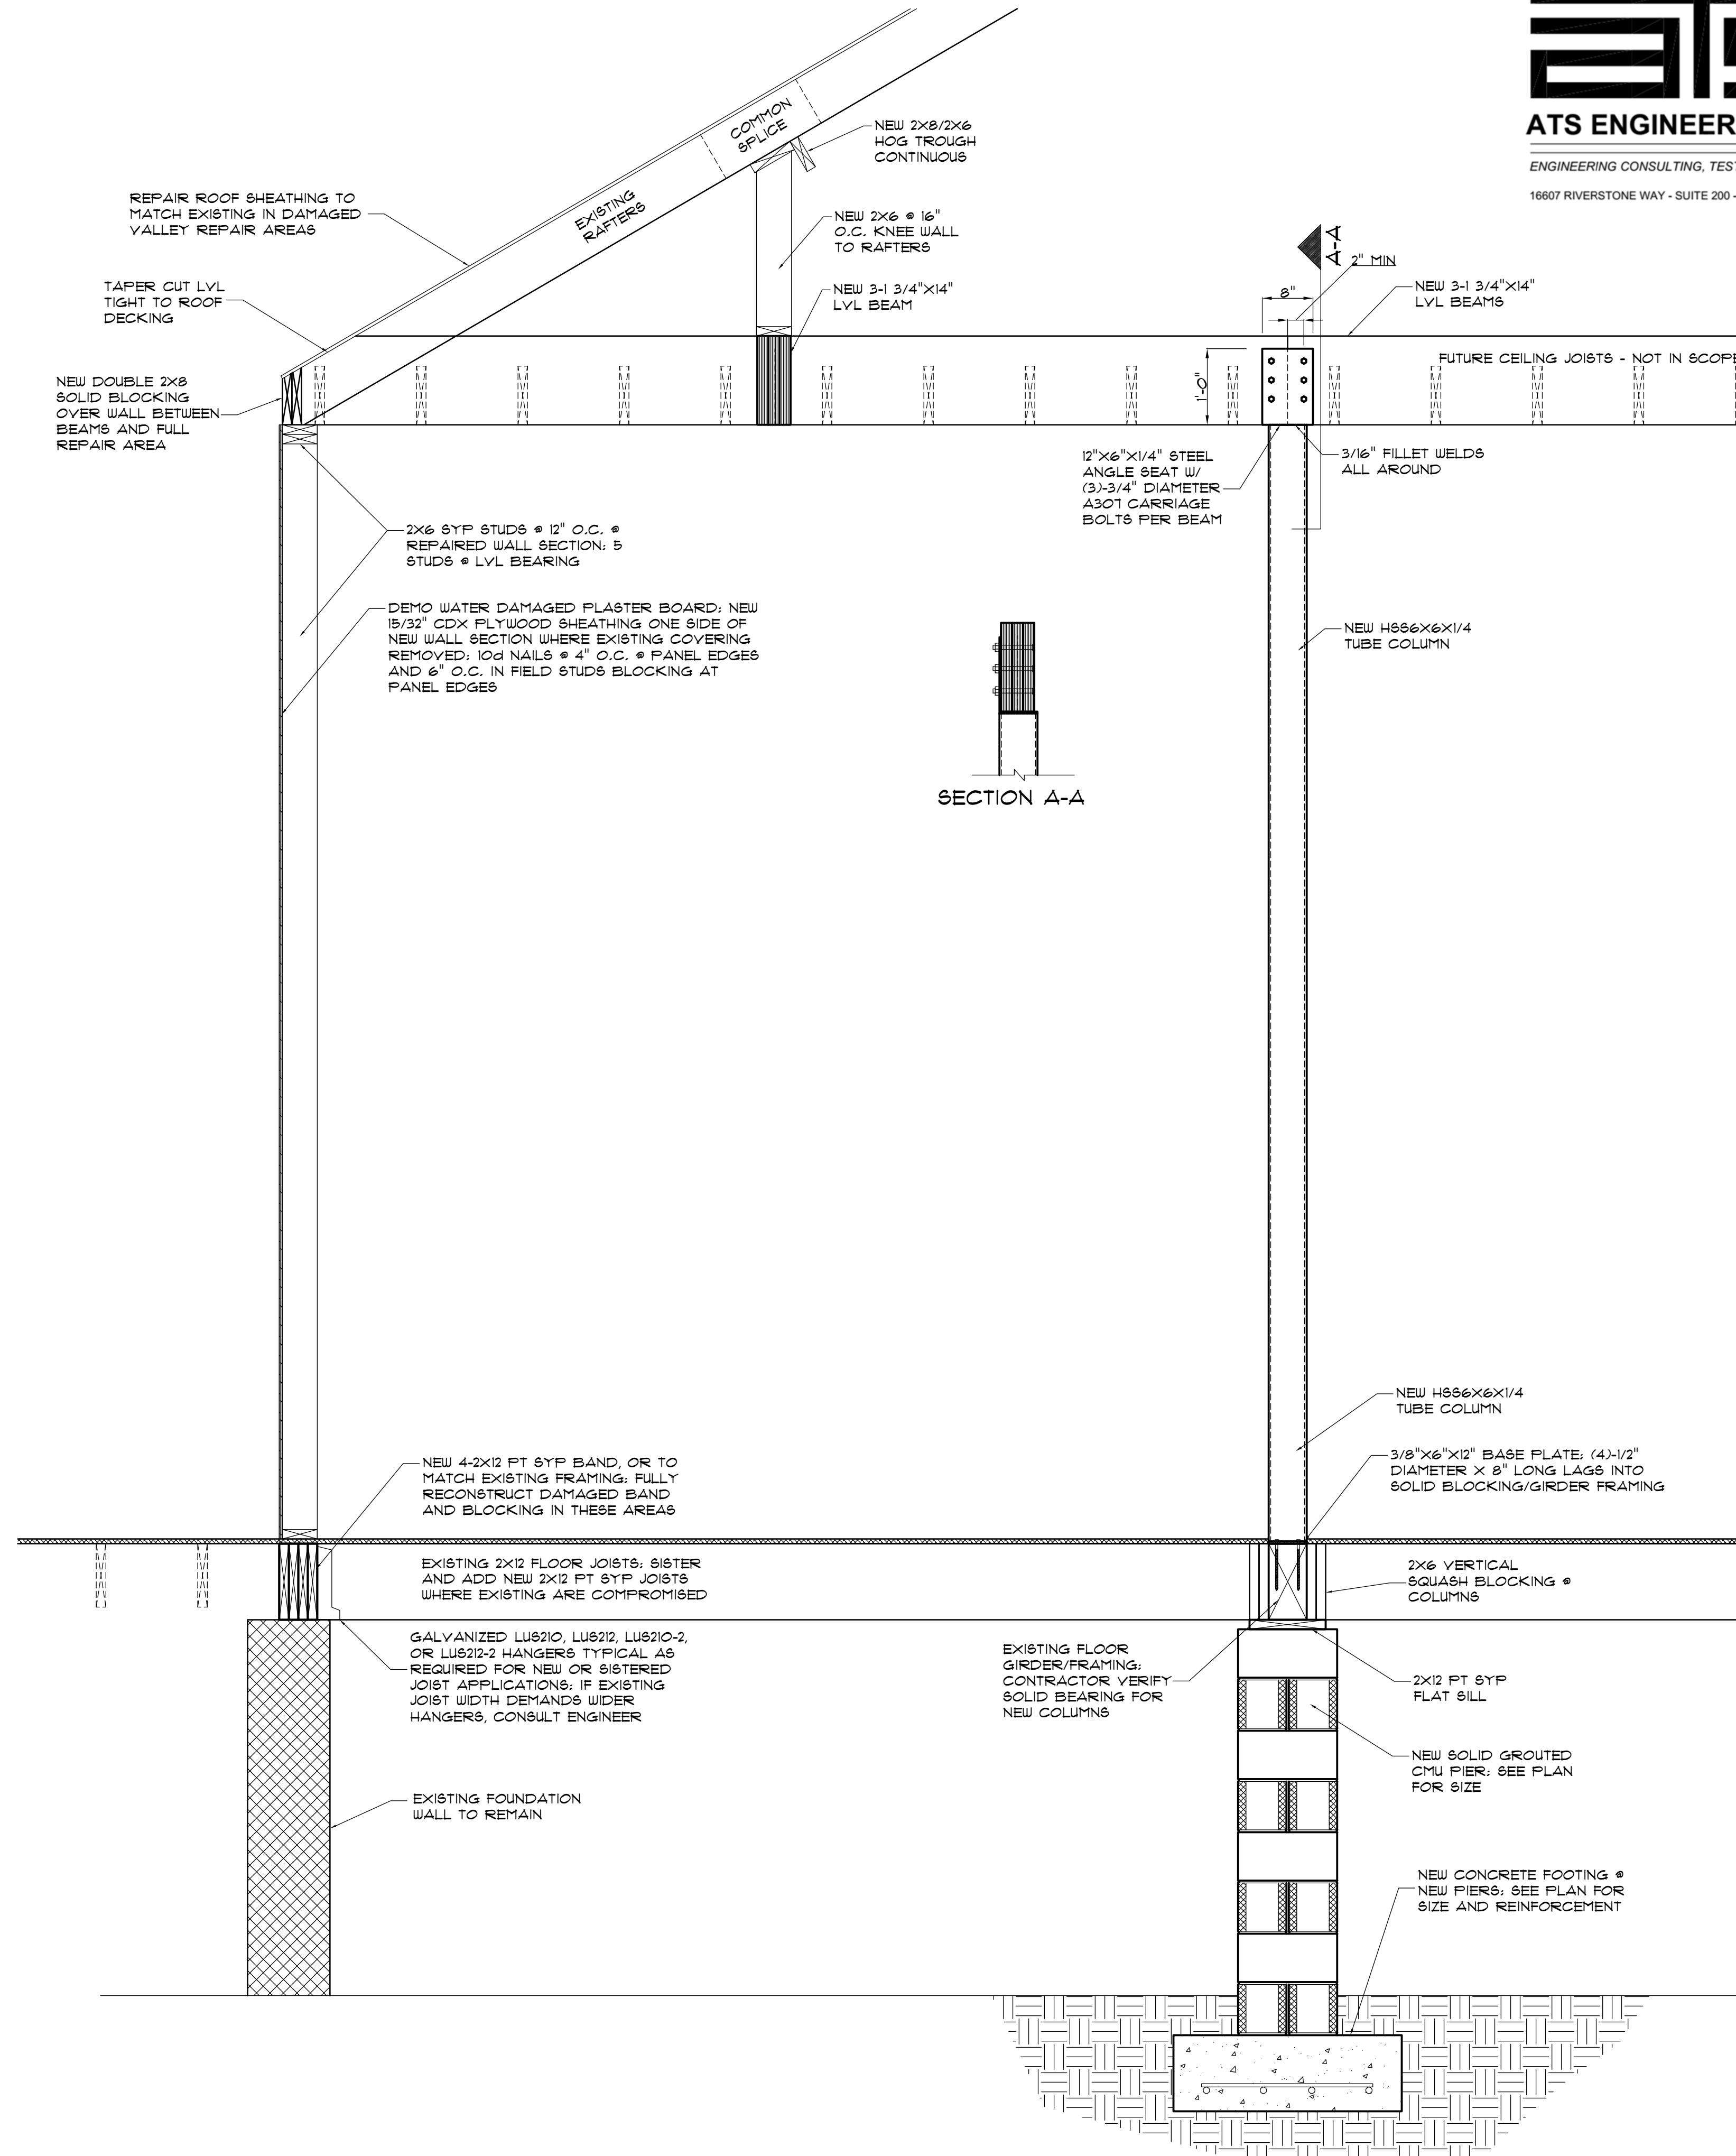 ATS ENGINEER
ENGINEERING CONSULTING, TES
16607 RIVERSTONE WAY - SUITE 200 -
COMMON
SPLICE
NEW 2X8/2X6
HOG TROUGH
CONTINUOUS
REPAIR ROOF SHEATHING TO
MATCH EXISTING IN DAMAGED
VALLEY REPAIR AREAS
EXISTING
RAFTERS
NEW 2X6 @ 16"
O.C. KNEE WALL
TO RAFTERS
A-A
2" MIN
TAPER CUT LVL
TIGHT TO ROOF
DECKING
NEW 3-1 3/4"X14"
LVL BEAM
8"
NEW 3-1 3/4"X14"
LVL BEAMS
FUTURE CEILING JOISTS - NOT IN SCOPE
1'-0"
NEW DOUBLE 2X8
SOLID BLOCKING
OVER WALL BETWEEN
BEAMS AND FULL
REPAIR AREA
12"X6"X1/4" STEEL
ANGLE SEAT W/
(3)-3/4" DIAMETER
A307 CARRIAGE
BOLTS PER BEAM
3/16" FILLET WELDS
ALL AROUND
2X6 SYP STUDS @ 12" O.C. @
REPAIRED WALL SECTION; 5
STUDS @ LVL BEARING
DEMO WATER DAMAGED PLASTER BOARD; NEW
15/32" CDX PLYWOOD SHEATHING ONE SIDE OF
NEW WALL SECTION WHERE EXISTING COVERING
REMOVED; 10d NAILS @ 4" O.C. @ PANEL EDGES
AND 6" O.C. IN FIELD STUDS BLOCKING AT
PANEL EDGES
NEW HSS6X6X1/4
TUBE COLUMN
SECTION A-A
NEW HSS6X6X1/4
TUBE COLUMN
3/8"X6"X12" BASE PLATE; (4)-1/2"
DIAMETER X 8" LONG LAGS INTO
SOLID BLOCKING/GIRDER FRAMING
NEW 4-2X12 PT SYP BAND, OR TO
MATCH EXISTING FRAMING; FULLY
RECONSTRUCT DAMAGED BAND
AND BLOCKING IN THESE AREAS
EXISTING 2X12 FLOOR JOISTS; SISTER
AND ADD NEW 2X12 PT SYP JOISTS
WHERE EXISTING ARE COMPROMISED
2X6 VERTICAL
SQUASH BLOCKING @
COLUMNS
GALVANIZED LUS210, LUS212, LUS210-2,
OR LUS212-2 HANGERS TYPICAL AS
REQUIRED FOR NEW OR SISTERED
JOIST APPLICATIONS; IF EXISTING
JOIST WIDTH DEMANDS WIDER
HANGERS, CONSULT ENGINEER
EXISTING FLOOR
GIRDER/FRAMING;
CONTRACTOR VERIFY
SOLID BEARING FOR
NEW COLUMNS
2X12 PT SYP
FLAT SILL
NEW SOLID GROUTED
CMU PIER; SEE PLAN
FOR SIZE
EXISTING FOUNDATION
WALL TO REMAIN
NEW CONCRETE FOOTING @
NEW PIERS; SEE PLAN FOR
SIZE AND REINFORCEMENT